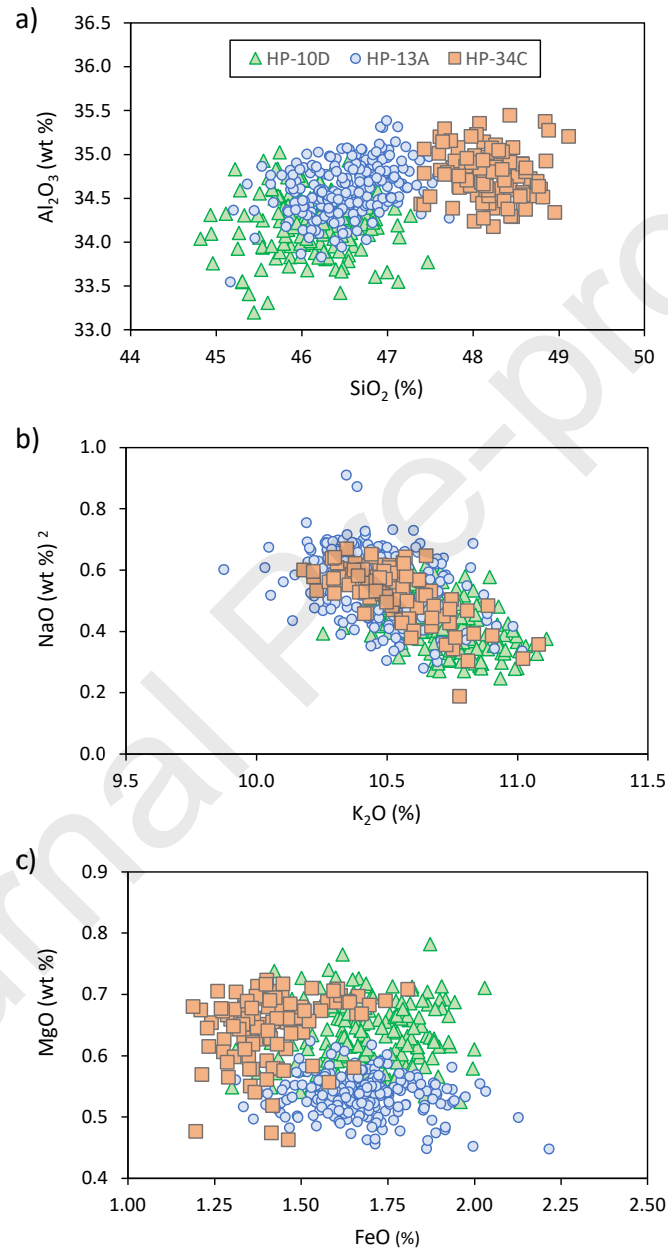 a)
36.5
HP-10D HP-13A HP-34C
36.0
35.5
35.0
34.5
34.0
33.5
33.0
Al₂O₃ (wt %)
44 45 46 47 48 49 50
SiO₂ (%)
b)
1.0
0.8
0.6
0.4
0.2
0.0
NaO (wt %) ²
9.5 10.0 10.5 11.0 11.5
K₂O (%)
c)
0.9
0.8
0.7
0.6
0.5
0.4
MgO (wt %)
1.00 1.25 1.50 1.75 2.00 2.25 2.50
FeO (%)
urnal Pre-pro